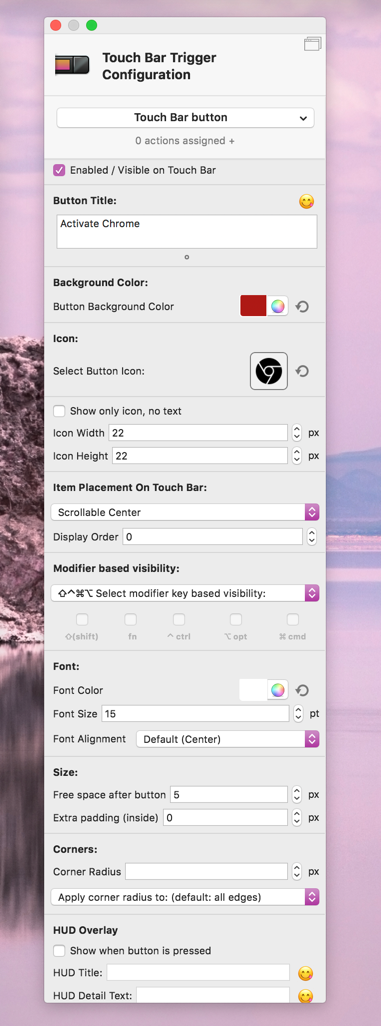 Touch Bar Trigger
Configuration
Touch Bar button
0 actions assigned +
Enabled / Visible on Touch Bar
Button Title:
Activate Chrome
Background Color:
Button Background Color
Icon:
Select Button Icon:
Show only icon, no text
Icon Width 22 px
Icon Height 22 px
Item Placement On Touch Bar:
Scrollable Center
Display Order 0
Modifier based visibility:
⇧⌃⌘⌥ Select modifier key based visibility:
⇧(shift) fn ⌃ ctrl ⌥ opt ⌘ cmd
Font:
Font Color
Font Size 15 pt
Font Alignment Default (Center)
Size:
Free space after button 5 px
Extra padding (inside) 0 px
Corners:
Corner Radius px
Apply corner radius to: (default: all edges)
HUD Overlay
Show when button is pressed
HUD Title:
HUD Detail Text: